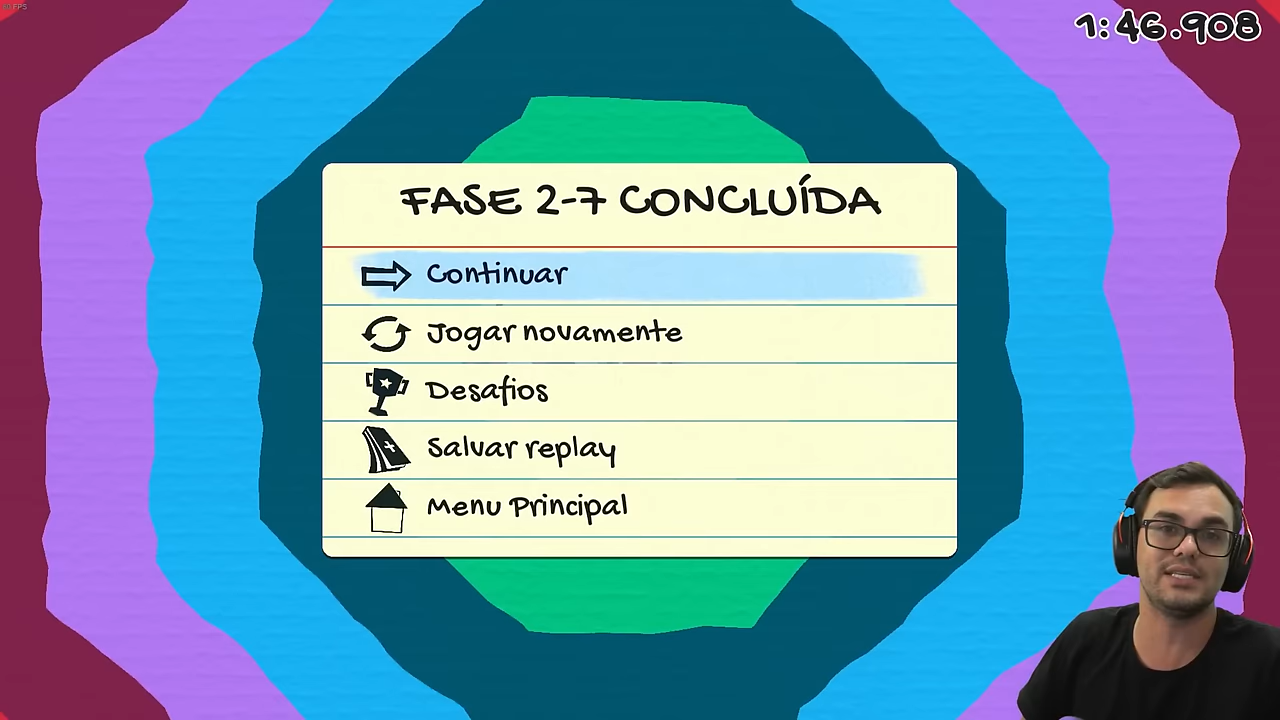 1:46.908
FASE 2-7 CONCLUÍDA
Continuar
Jogar novamente
Desafios
Salvar replay
Menu Principal